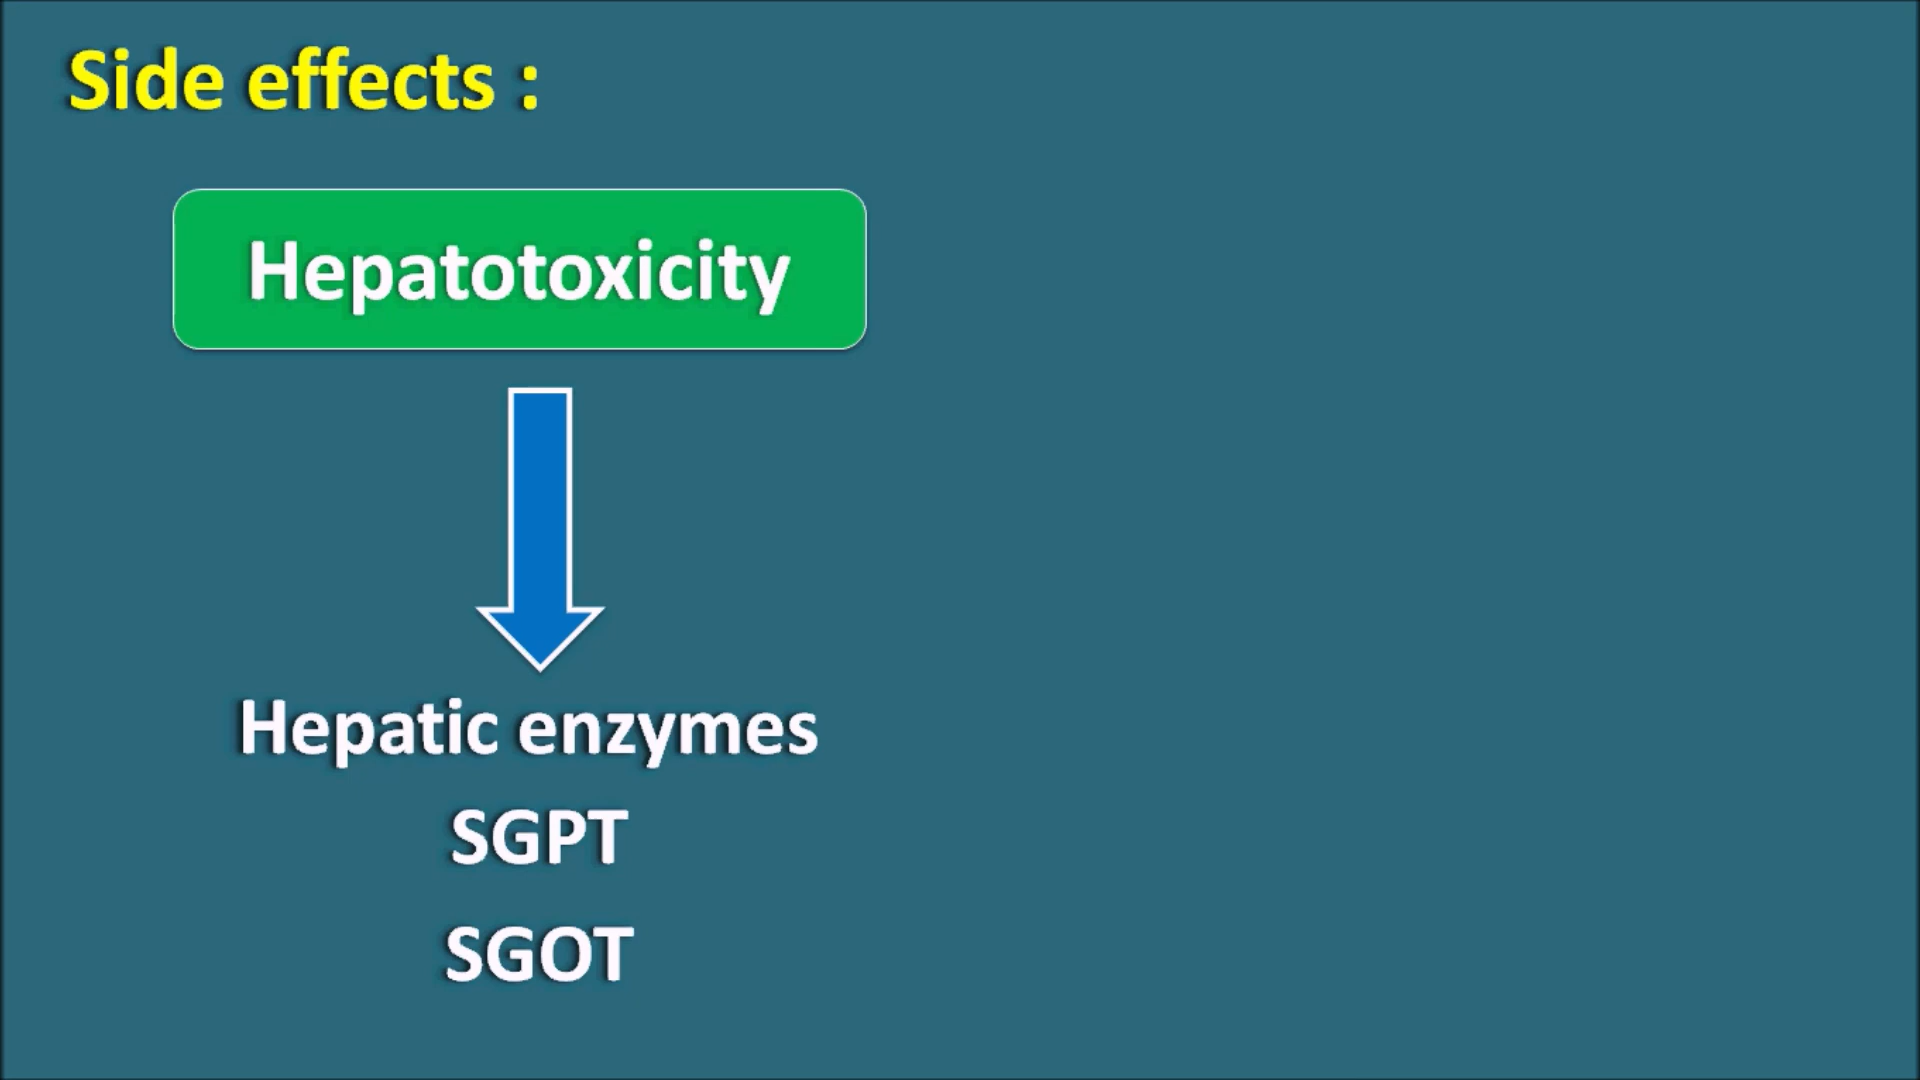 Side effects :
Hepatotoxicity
Hepatic enzymes
SGPT
SGOT